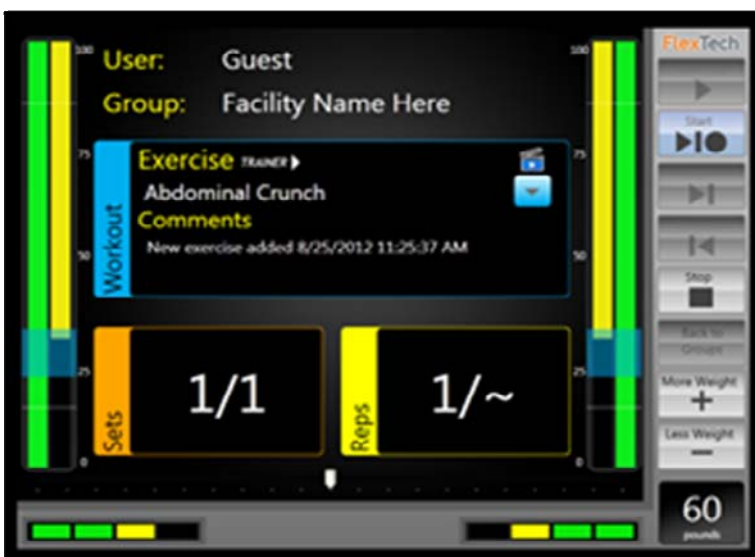 FlexTech
User: Guest
Group: Facility Name Here
100
100
Start
Exercise TRAINER
Abdominal Crunch
Comments
New exercise added 8/25/2012 11:25:37 AM
Workout
75
75
50
50
Stop
Back to
Groups
25
25
Sets
1/1
Reps
1/~
More Weight
Less Weight
0
0
60
pounds